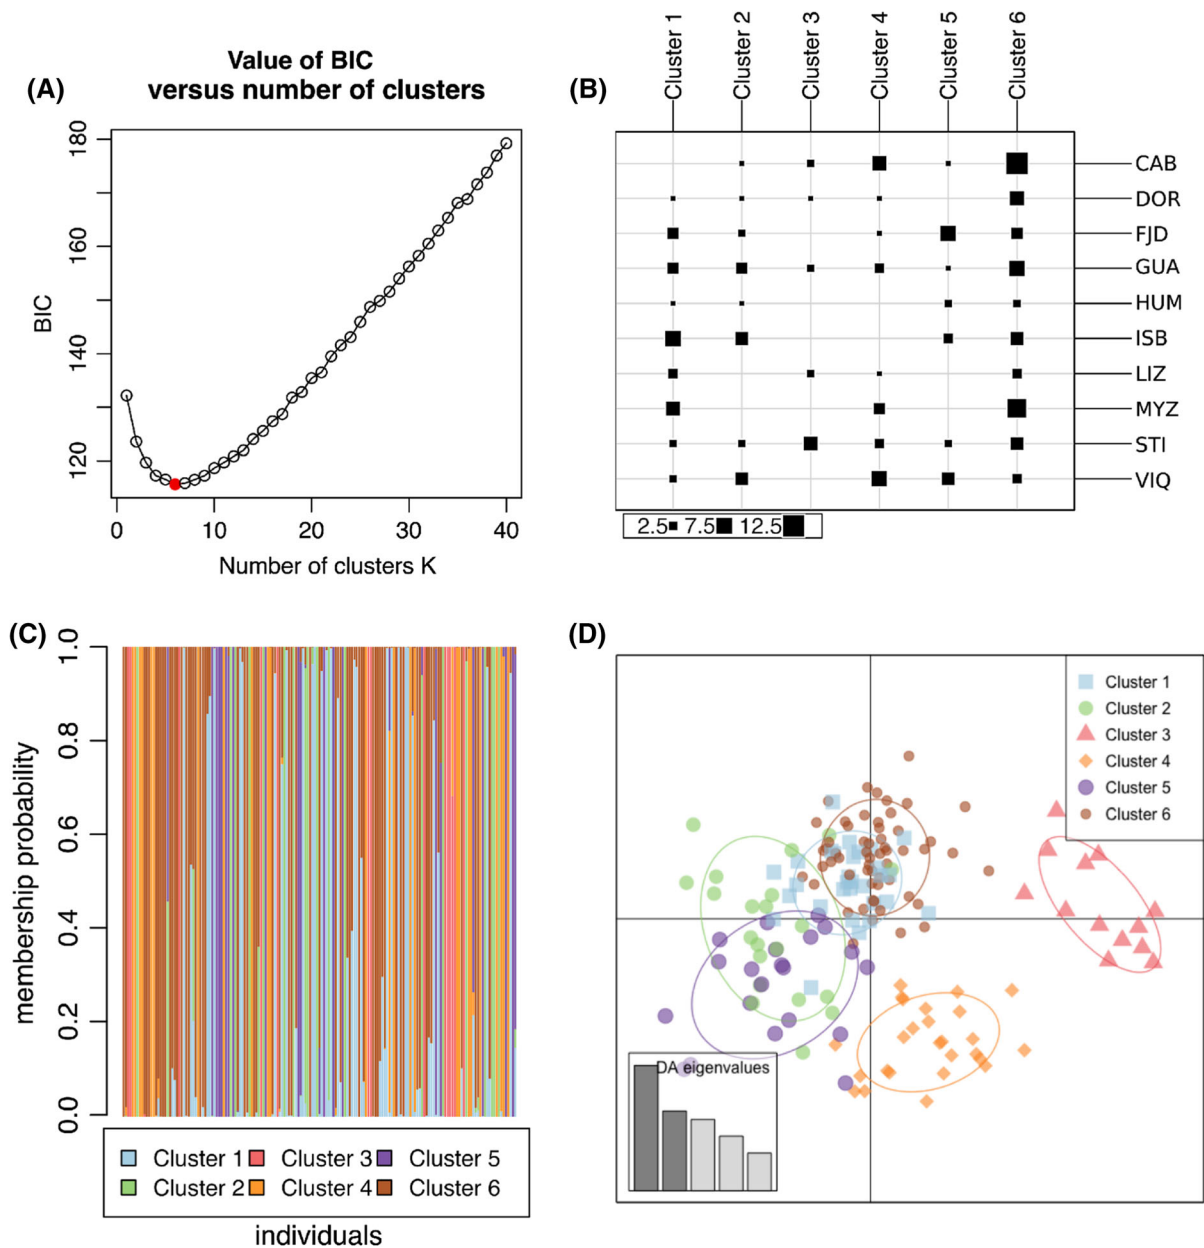 (A)
Value of BIC
versus number of clusters
BIC
120 140 160 180
0 10 20 30 40
Number of clusters K
(B)
Cluster 1
Cluster 2
Cluster 3
Cluster 4
Cluster 5
Cluster 6
CAB
DOR
FJD
GUA
HUM
ISB
LIZ
MYZ
STI
VIQ
2.5 7.5 12.5
(C)
membership probability
0.0 0.2 0.4 0.6 0.8 1.0
Cluster 1 Cluster 3 Cluster 5
Cluster 2 Cluster 4 Cluster 6
individuals
(D)
Cluster 1
Cluster 2
Cluster 3
Cluster 4
Cluster 5
Cluster 6
DA eigenvalues